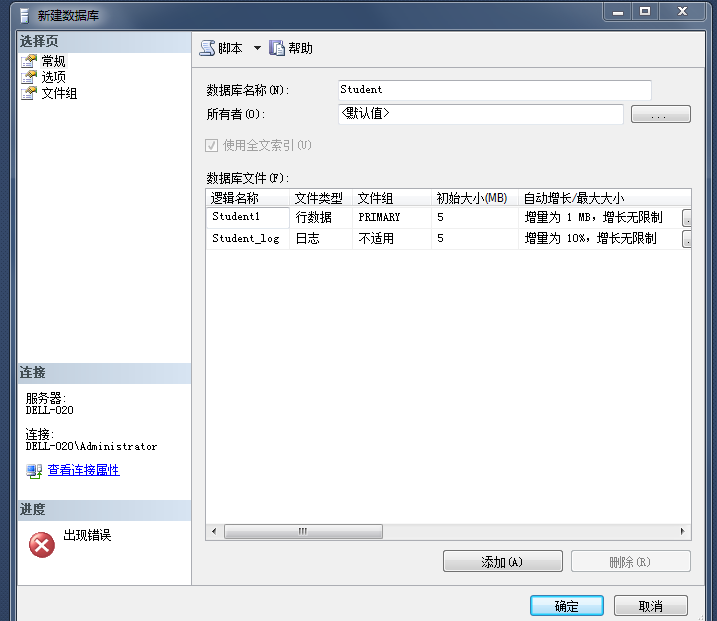 新建数据库
选择页
常规
选项
文件组
脚本 帮助
数据库名称(N): Student
所有者(O): <默认值> ...
使用全文索引(U)
数据库文件(F):
逻辑名称 文件类型 文件组 初始大小(MB) 自动增长/最大大小
Student1 行数据 PRIMARY 5 增量为 1 MB，增长无限制
Student_log 日志 不适用 5 增量为 10%，增长无限制
连接
服务器:
DELL-020
连接:
DELL-020\Administrator
查看连接属性
进度
出现错误
添加(A) 删除(R)
确定 取消